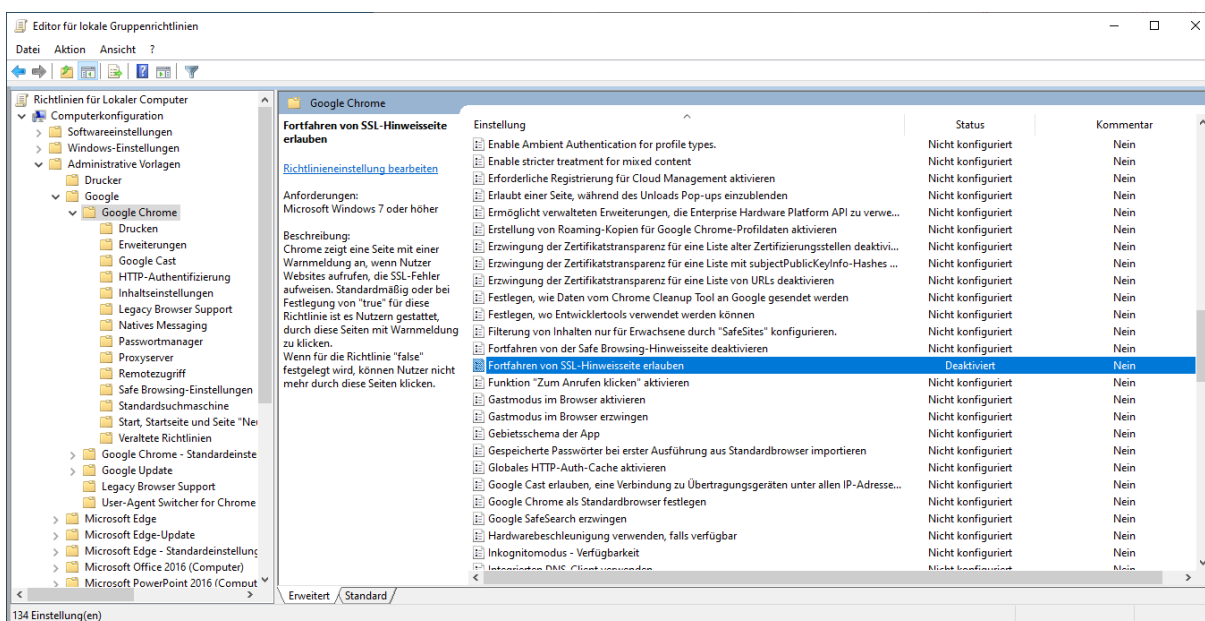 Editor für lokale Gruppenrichtlinien
Datei Aktion Ansicht ?
Richtlinien für Lokaler Computer
Computerkonfiguration
Softwareeinstellungen
Windows-Einstellungen
Administrative Vorlagen
Drucker
Google
Google Chrome
Drucken
Erweiterungen
Google Cast
HTTP-Authentifizierung
Inhaltseinstellungen
Legacy Browser Support
Natives Messaging
Passwortmanager
Proxyserver
Remotezugriff
Safe Browsing-Einstellungen
Standardsuchmaschine
Start, Startseite und Seite "Neu
Veraltete Richtlinien
Google Chrome - Standardeinste
Google Update
Legacy Browser Support
User-Agent Switcher for Chrome
Microsoft Edge
Microsoft Edge-Update
Microsoft Edge - Standardeinstellung
Microsoft Office 2016 (Computer)
Microsoft PowerPoint 2016 (Comput
Google Chrome
Fortfahren von SSL-Hinweisseite
erlauben
Richtlinieneinstellung bearbeiten
Anforderungen:
Microsoft Windows 7 oder höher
Beschreibung:
Chrome zeigt eine Seite mit einer
Warnmeldung an, wenn Nutzer
Websites aufrufen, die SSL-Fehler
aufweisen. Standardmäßig oder bei
Festlegung von "true" für diese
Richtlinie ist es Nutzern gestattet,
durch diese Seiten mit Warnmeldung
zu klicken.
Wenn für die Richtlinie "false"
festgelegt wird, können Nutzer nicht
mehr durch diese Seiten klicken.
Einstellung Status Kommentar
Enable Ambient Authentication for profile types. Nicht konfiguriert Nein
Enable stricter treatment for mixed content Nicht konfiguriert Nein
Erforderliche Registrierung für Cloud Management aktivieren Nicht konfiguriert Nein
Erlaubt einer Seite, während des Unloads Pop-ups einzublenden Nicht konfiguriert Nein
Ermöglicht verwalteten Erweiterungen, die Enterprise Hardware Platform API zu verwe... Nicht konfiguriert Nein
Erstellung von Roaming-Kopien für Google Chrome-Profildaten aktivieren Nicht konfiguriert Nein
Erzwingung der Zertifikatstransparenz für eine Liste alter Zertifizierungsstellen deaktivi... Nicht konfiguriert Nein
Erzwingung der Zertifikatstransparenz für eine Liste mit subjectPublicKeyInfo-Hashes ... Nicht konfiguriert Nein
Erzwingung der Zertifikatstransparenz für eine Liste von URLs deaktivieren Nicht konfiguriert Nein
Festlegen, wie Daten vom Chrome Cleanup Tool an Google gesendet werden Nicht konfiguriert Nein
Festlegen, wo Entwicklertools verwendet werden können Nicht konfiguriert Nein
Filterung von Inhalten nur für Erwachsene durch "SafeSites" konfigurieren. Nicht konfiguriert Nein
Fortfahren von der Safe Browsing-Hinweisseite deaktivieren Nicht konfiguriert Nein
Fortfahren von SSL-Hinweisseite erlauben Deaktiviert Nein
Funktion "Zum Anrufen klicken" aktivieren Nicht konfiguriert Nein
Gastmodus im Browser aktivieren Nicht konfiguriert Nein
Gastmodus im Browser erzwingen Nicht konfiguriert Nein
Gebietsschema der App Nicht konfiguriert Nein
Gespeicherte Passwörter bei erster Ausführung aus Standardbrowser importieren Nicht konfiguriert Nein
Globales HTTP-Auth-Cache aktivieren Nicht konfiguriert Nein
Google Cast erlauben, eine Verbindung zu Übertragungsgeräten unter allen IP-Adresse... Nicht konfiguriert Nein
Google Chrome als Standardbrowser festlegen Nicht konfiguriert Nein
Google SafeSearch erzwingen Nicht konfiguriert Nein
Hardwarebeschleunigung verwenden, falls verfügbar Nicht konfiguriert Nein
Inkognitomodus - Verfügbarkeit Nicht konfiguriert Nein
Integrierten DNS-Client verwenden Nicht konfiguriert Nein
Erweitert Standard
134 Einstellung(en)